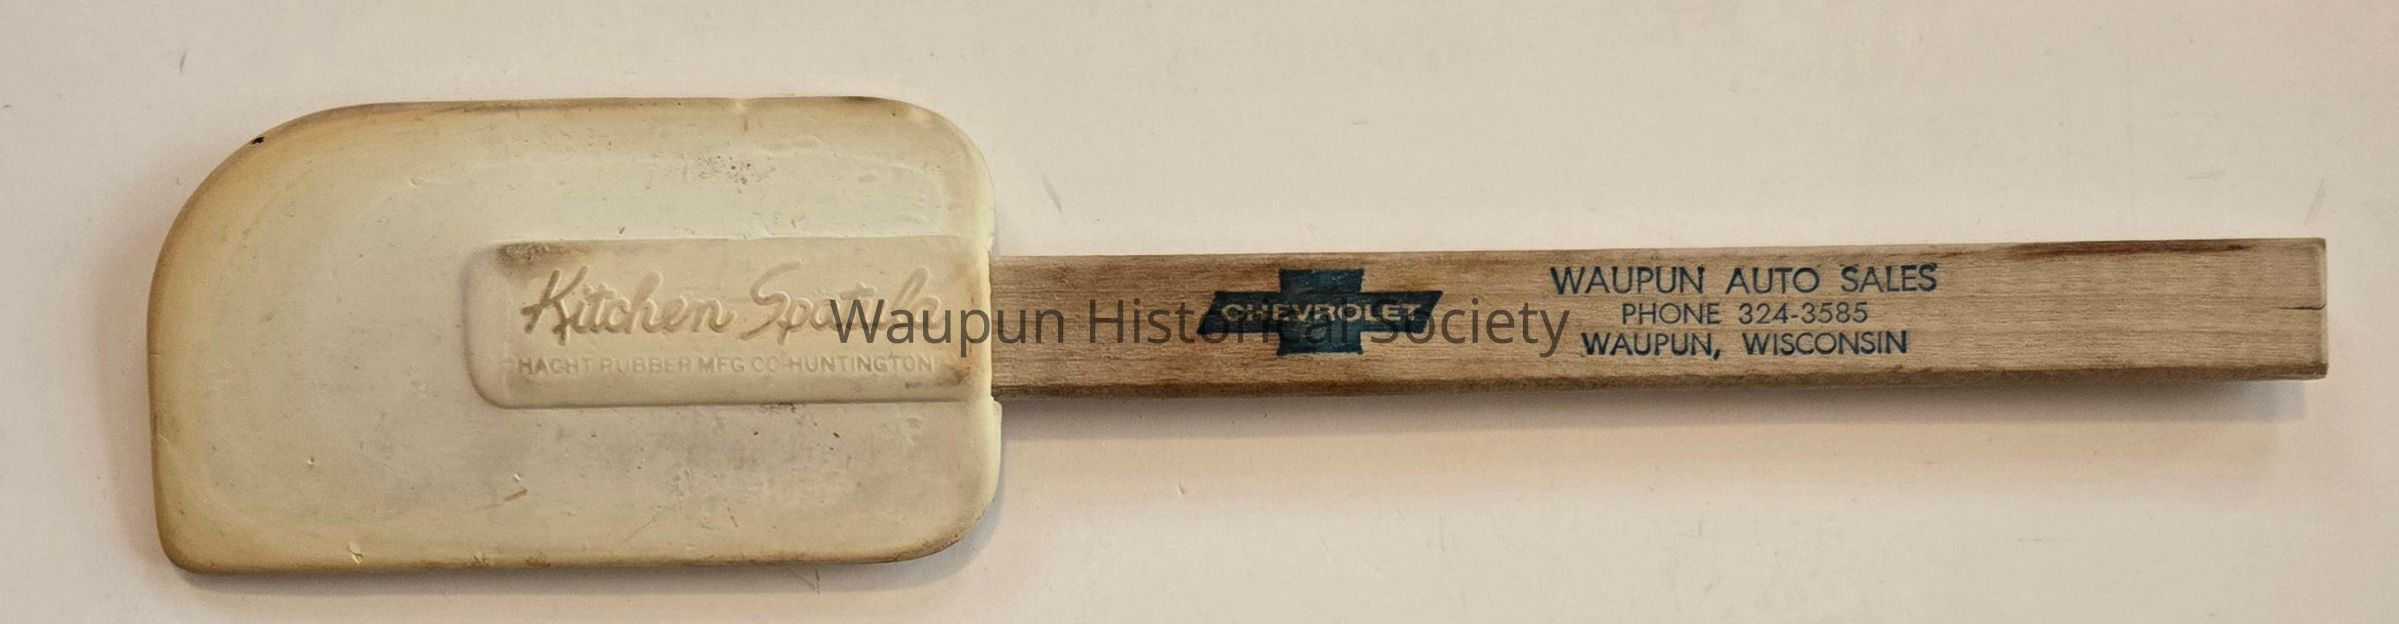 Kitchen Spatula
HACHT RUBBER MFG CO HUNTINGTON
CHEVROLET
WAUPUN AUTO SALES
PHONE 324-3585
WAUPUN, WISCONSIN
Waupun Historical Society